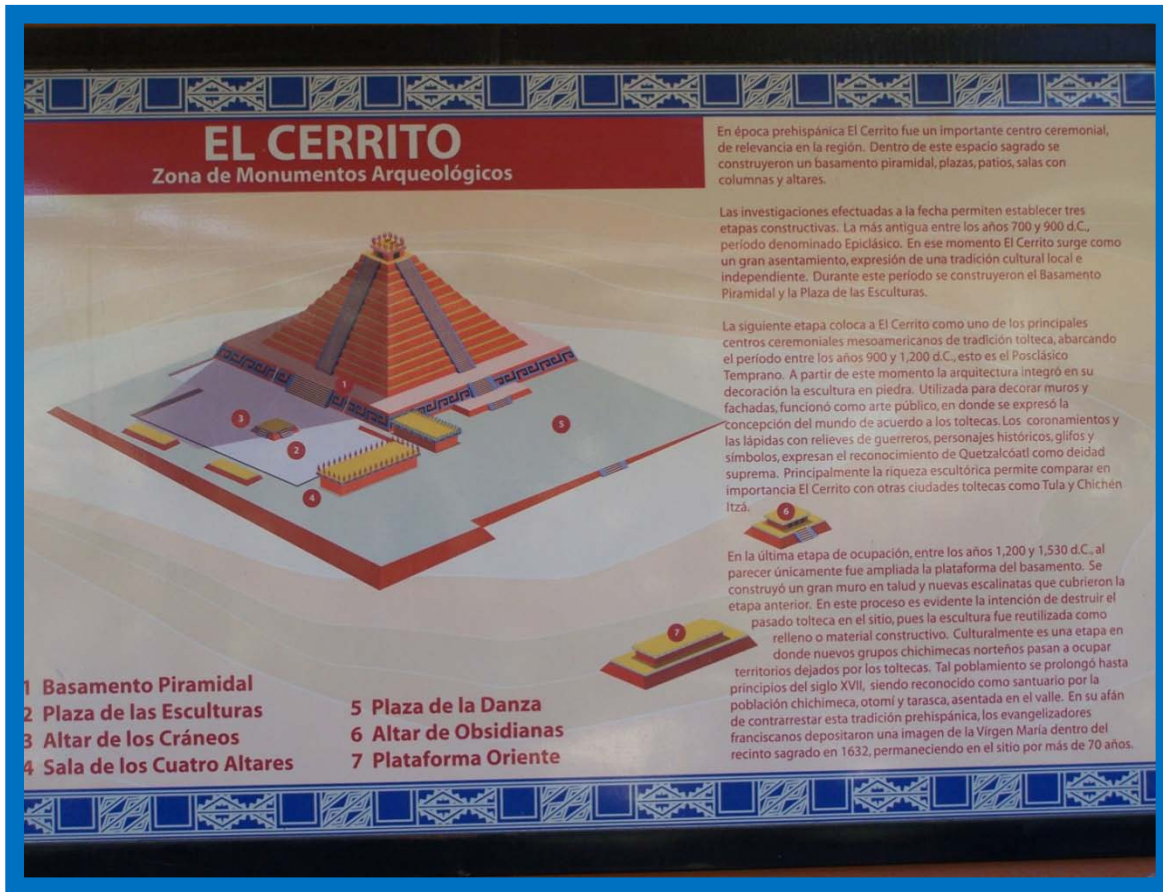 EL CERRITO
Zona de Monumentos Arqueológicos
En época prehispánica El Cerrito fue un importante centro ceremonial,
de relevancia en la región. Dentro de este espacio sagrado se
construyeron un basamento piramidal, plazas, patios, salas con
columnas y altares.
Las investigaciones efectuadas a la fecha permiten establecer tres
etapas constructivas. La más antigua entre los años 700 y 900 d.C.,
período denominado Epiclásico. En ese momento El Cerrito surge como
un gran asentamiento, expresión de una tradición cultural local e
independiente. Durante este período se construyeron el Basamento
Piramidal y la Plaza de las Esculturas.
La siguiente etapa coloca a El Cerrito como uno de los principales
centros ceremoniales mesoamericanos de tradición tolteca, abarcando
el período entre los años 900 y 1,200 d.C., esto es el Posclásico
Temprano. A partir de este momento la arquitectura integró en su
decoración la escultura en piedra. Utilizada para decorar muros y
fachadas, funcionó como arte público, en donde se expresó la
concepción del mundo de acuerdo a los toltecas. Los coronamientos y
las lápidas con relieves de guerreros, personajes históricos, glifos y
símbolos, expresan el reconocimiento de Quetzalcóatl como deidad
suprema. Principalmente la riqueza escultórica permite comparar en
importancia El Cerrito con otras ciudades toltecas como Tula y Chichén
Itzá.
En la última etapa de ocupación, entre los años 1,200 y 1,530 d.C., al
parecer únicamente fue ampliada la plataforma del basamento. Se
construyó un gran muro en talud y nuevas escalinatas que cubrieron la
etapa anterior. En este proceso es evidente la intención de destruir el
pasado tolteca en el sitio, pues la escultura fue reutilizada como
relleno o material constructivo. Culturalmente es una etapa en
donde nuevos grupos chichimecas norteños pasan a ocupar
territorios dejados por los toltecas. Tal poblamiento se prolongó hasta
principios del siglo XVII, siendo reconocido como santuario por la
población chichimeca, otomí y tarasca, asentada en el valle. En su afán
de contrarrestar esta tradición prehispánica, los evangelizadores
franciscanos depositaron una imagen de la Virgen María dentro del
recinto sagrado en 1632, permaneciendo en el sitio por más de 70 años.
1
3
2
5
4
6
7
1 Basamento Piramidal
2 Plaza de las Esculturas
3 Altar de los Cráneos
4 Sala de los Cuatro Altares
5 Plaza de la Danza
6 Altar de Obsidianas
7 Plataforma Oriente